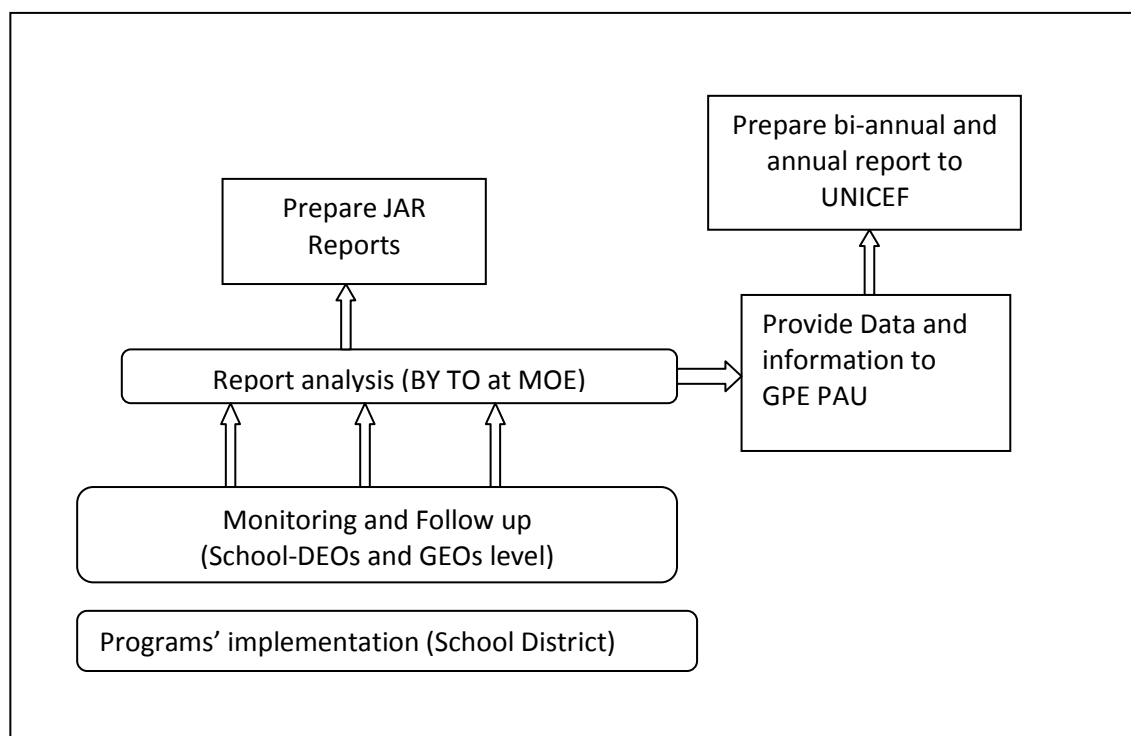 Prepare bi-annual and
annual report to
UNICEF
Prepare JAR
Reports
Provide Data and
information to
GPE PAU
Report analysis (BY TO at MOE)
Monitoring and Follow up
(School-DEOs and GEOs level)
Programs’ implementation (School District)